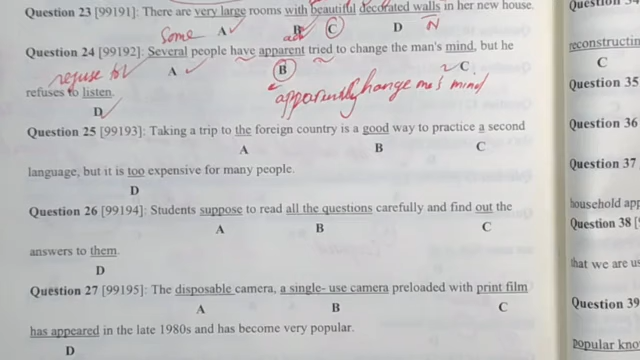 Question 23 [99191]: There are very large rooms with beautiful decorated walls in her new house.
Some A B C D N
adv
Question 24 [99192]: Several people have apparent tried to change the man's mind, but he
refuse to V A B C
refuses to listen. apparently change one's mind
D
Question 25 [99193]: Taking a trip to the foreign country is a good way to practice a second
A B C
language, but it is too expensive for many people.
D
Question 26 [99194]: Students suppose to read all the questions carefully and find out the
A B C
answers to them.
D
Question 27 [99195]: The disposable camera, a single- use camera preloaded with print film
A B C
has appeared in the late 1980s and has become very popular.
D
reconstructin
C
Question 35
Question 36
Question 37
household app
Question 38 [
that we are us
Question 39
popular kno